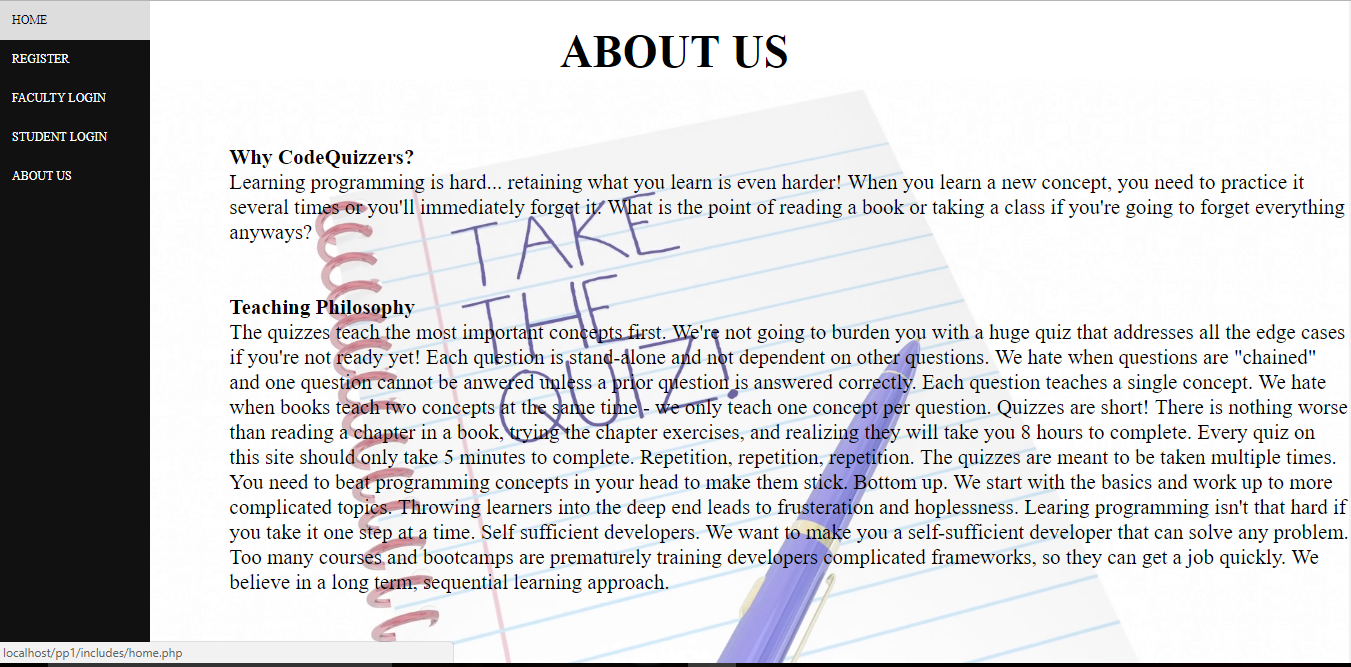 HOME
REGISTER
FACULTY LOGIN
STUDENT LOGIN
ABOUT US
ABOUT US
Why CodeQuizzers?
Learning programming is hard... retaining what you learn is even harder! When you learn a new concept, you need to practice it
several times or you'll immediately forget it. What is the point of reading a book or taking a class if you're going to forget everything
anyways?
TAKE
THE
QUIZ!
Teaching Philosophy
The quizzes teach the most important concepts first. We're not going to burden you with a huge quiz that addresses all the edge cases
if you're not ready yet! Each question is stand-alone and not dependent on other questions. We hate when questions are "chained"
and one question cannot be anwered unless a prior question is answered correctly. Each question teaches a single concept. We hate
when books teach two concepts at the same time - we only teach one concept per question. Quizzes are short! There is nothing worse
than reading a chapter in a book, trying the chapter exercises, and realizing they will take you 8 hours to complete. Every quiz on
this site should only take 5 minutes to complete. Repetition, repetition, repetition. The quizzes are meant to be taken multiple times.
You need to beat programming concepts in your head to make them stick. Bottom up. We start with the basics and work up to more
complicated topics. Throwing learners into the deep end leads to frusteration and hoplessness. Learing programming isn't that hard if
you take it one step at a time. Self sufficient developers. We want to make you a self-sufficient developer that can solve any problem.
Too many courses and bootcamps are prematurely training developers complicated frameworks, so they can get a job quickly. We
believe in a long term, sequential learning approach.
localhost/pp1/includes/home.php